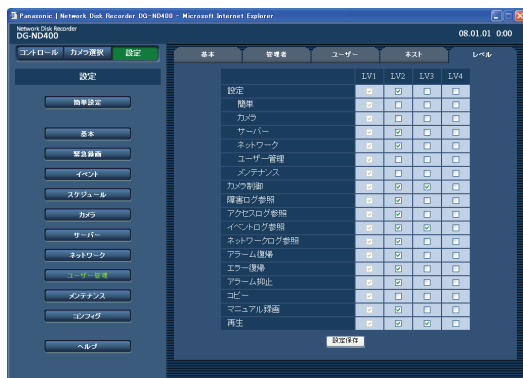 Panasonic | Network Disk Recorder DG-ND400 - Microsoft Internet Explorer
Network Disk Recorder
DG-ND400
08.01.01 0:00
コントロール カメラ選択 設定
基本 管理者 ユーザー ホスト レベル
設定
簡単設定
基本
緊急録画
イベント
スケジュール
カメラ
サーバー
ネットワーク
ユーザー管理
メンテナンス
コンフィグ
ヘルプ
LV1 LV2 LV3 LV4
設定
簡単
カメラ
サーバー
ネットワーク
ユーザー管理
メンテナンス
カメラ制御
障害ログ参照
アクセスログ参照
イベントログ参照
ネットワークログ参照
アラーム復帰
エラー復帰
アラーム抑止
コピー
マニュアル録画
再生
設定保存